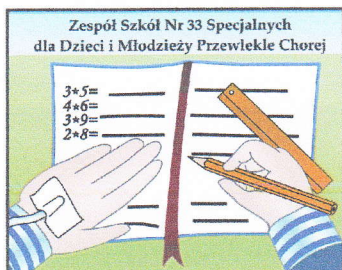 Zespół Szkół Nr 33 Specjalnych
dla Dzieci i Młodzieży Przewlekle Chorej
3*5=
4*6=
3*9=
2*8=